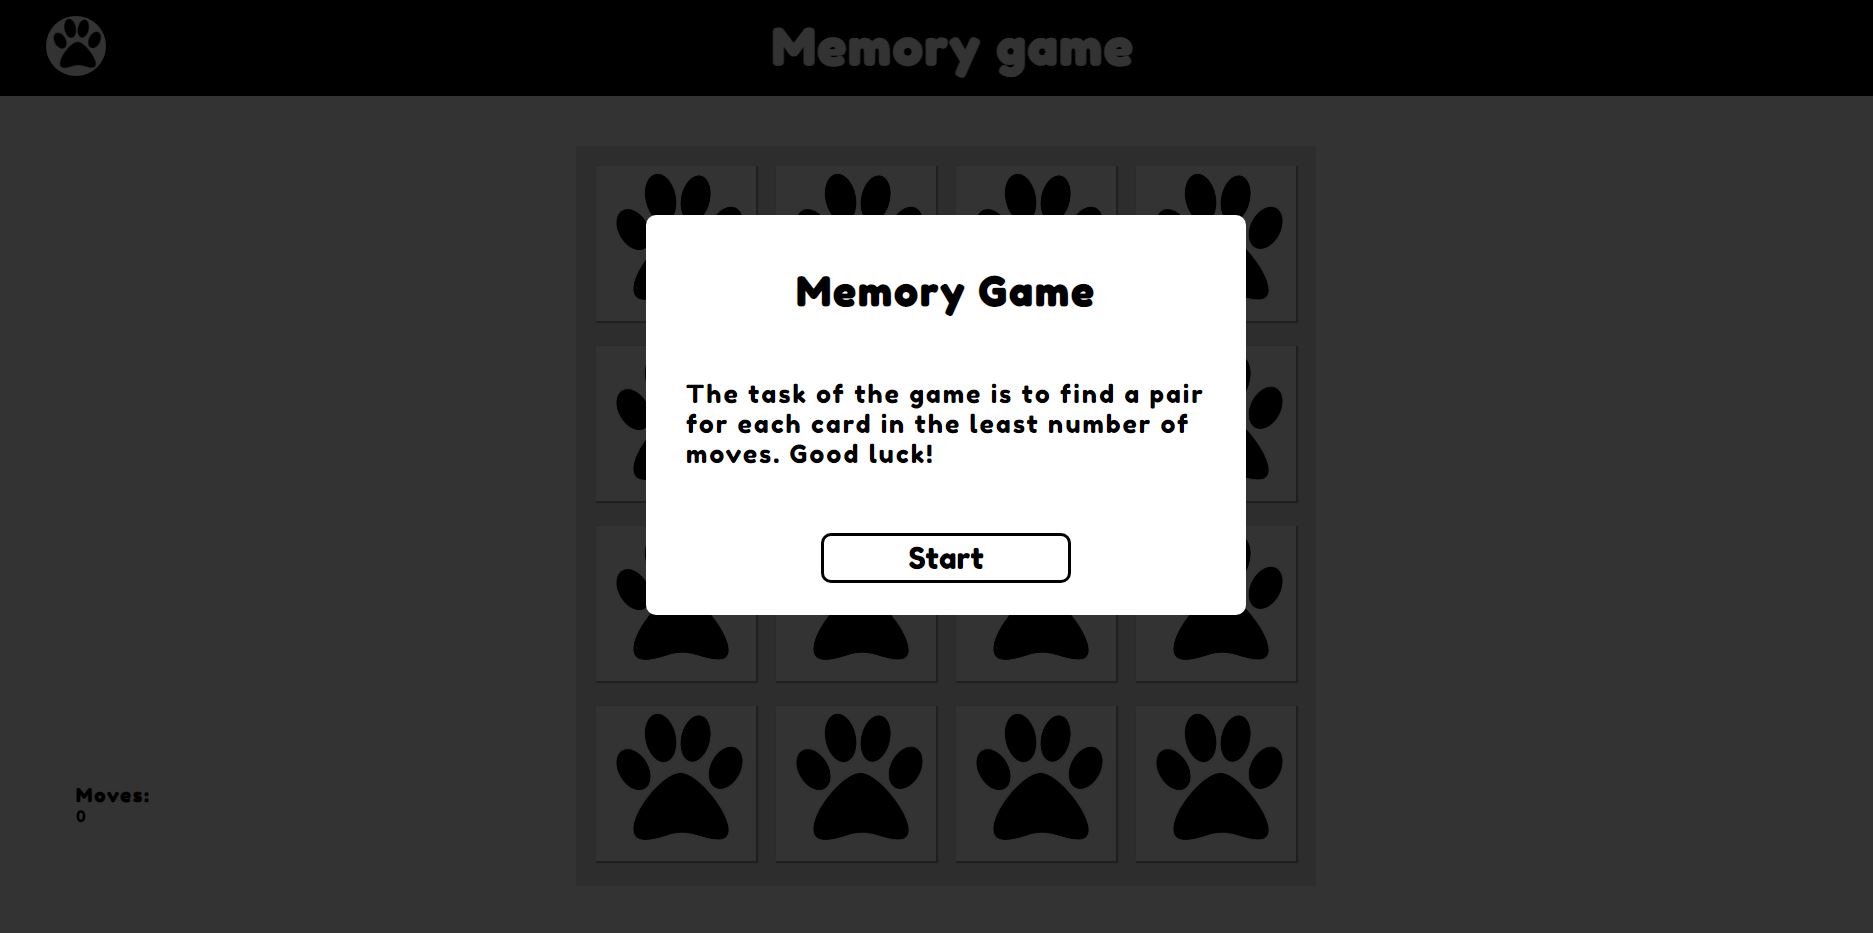 Memory game
Memory Game
The task of the game is to find a pair
for each card in the least number of
moves. Good luck!
Start
Moves:
0